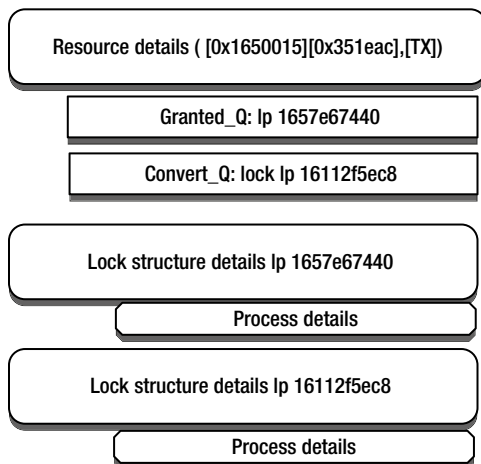 Resource details ( [0x1650015][0x351eac],[TX])
Granted_Q: lp 1657e67440
Convert_Q: lock lp 16112f5ec8
Lock structure details lp 1657e67440
Process details
Lock structure details lp 16112f5ec8
Process details